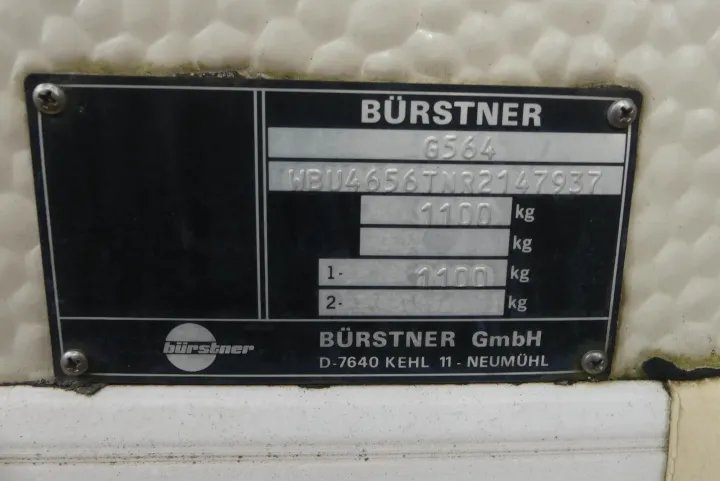 BÜRSTNER
G564
WBU4656TNR2147937
1100 kg
kg
1- 1100 kg
2- kg
bürstner
BÜRSTNER GmbH
D-7640 KEHL 11 - NEUMÜHL